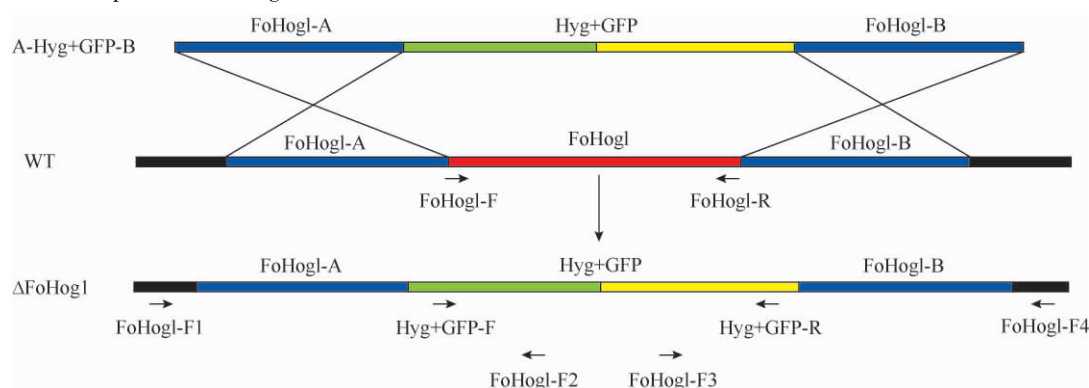 FoHogl-A Hyg+GFP FoHogl-B
A-Hyg+GFP-B
FoHogl-A FoHogl FoHogl-B
WT
FoHogl-F FoHogl-R
FoHogl-A Hyg+GFP FoHogl-B
ΔFoHog1
FoHogl-F1 Hyg+GFP-F Hyg+GFP-R FoHogl-F4
FoHogl-F2 FoHogl-F3